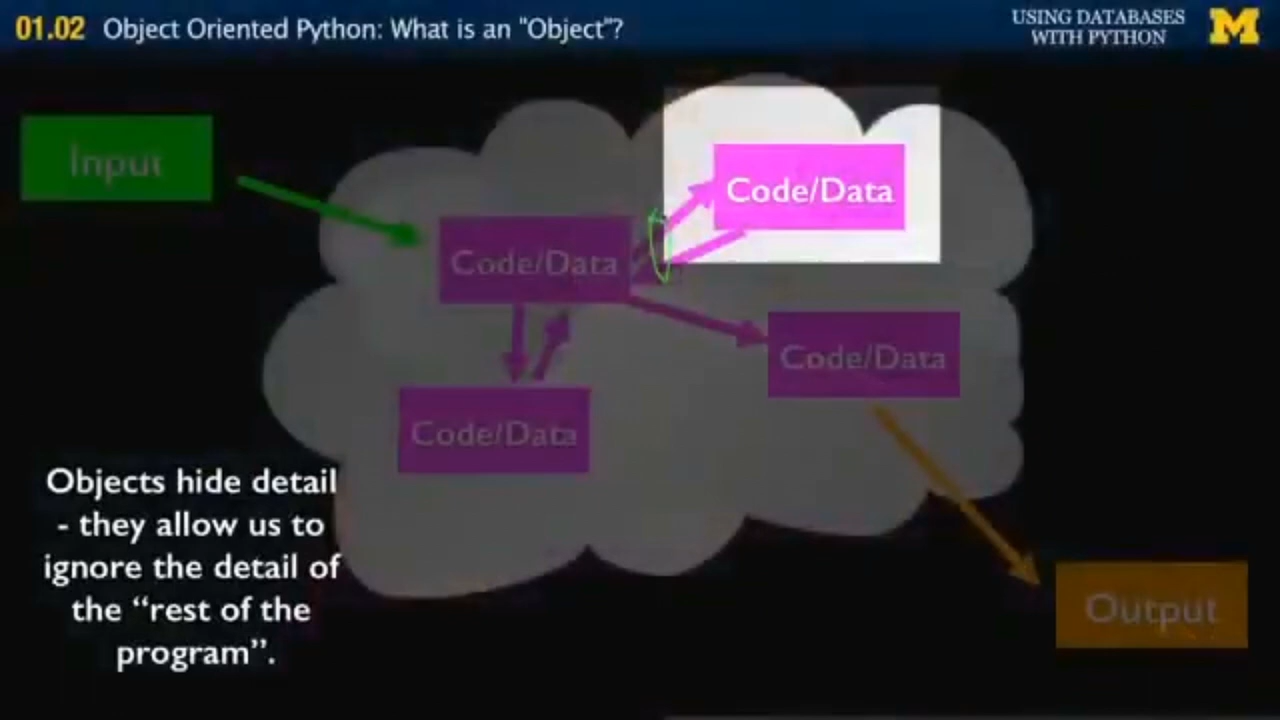 01.02 Object Oriented Python: What is an "Object"?
USING DATABASES
WITH PYTHON
M
Input
Code/Data
Code/Data
Code/Data
Code/Data
Objects hide detail
- they allow us to
ignore the detail of
the “rest of the
program”.
Output